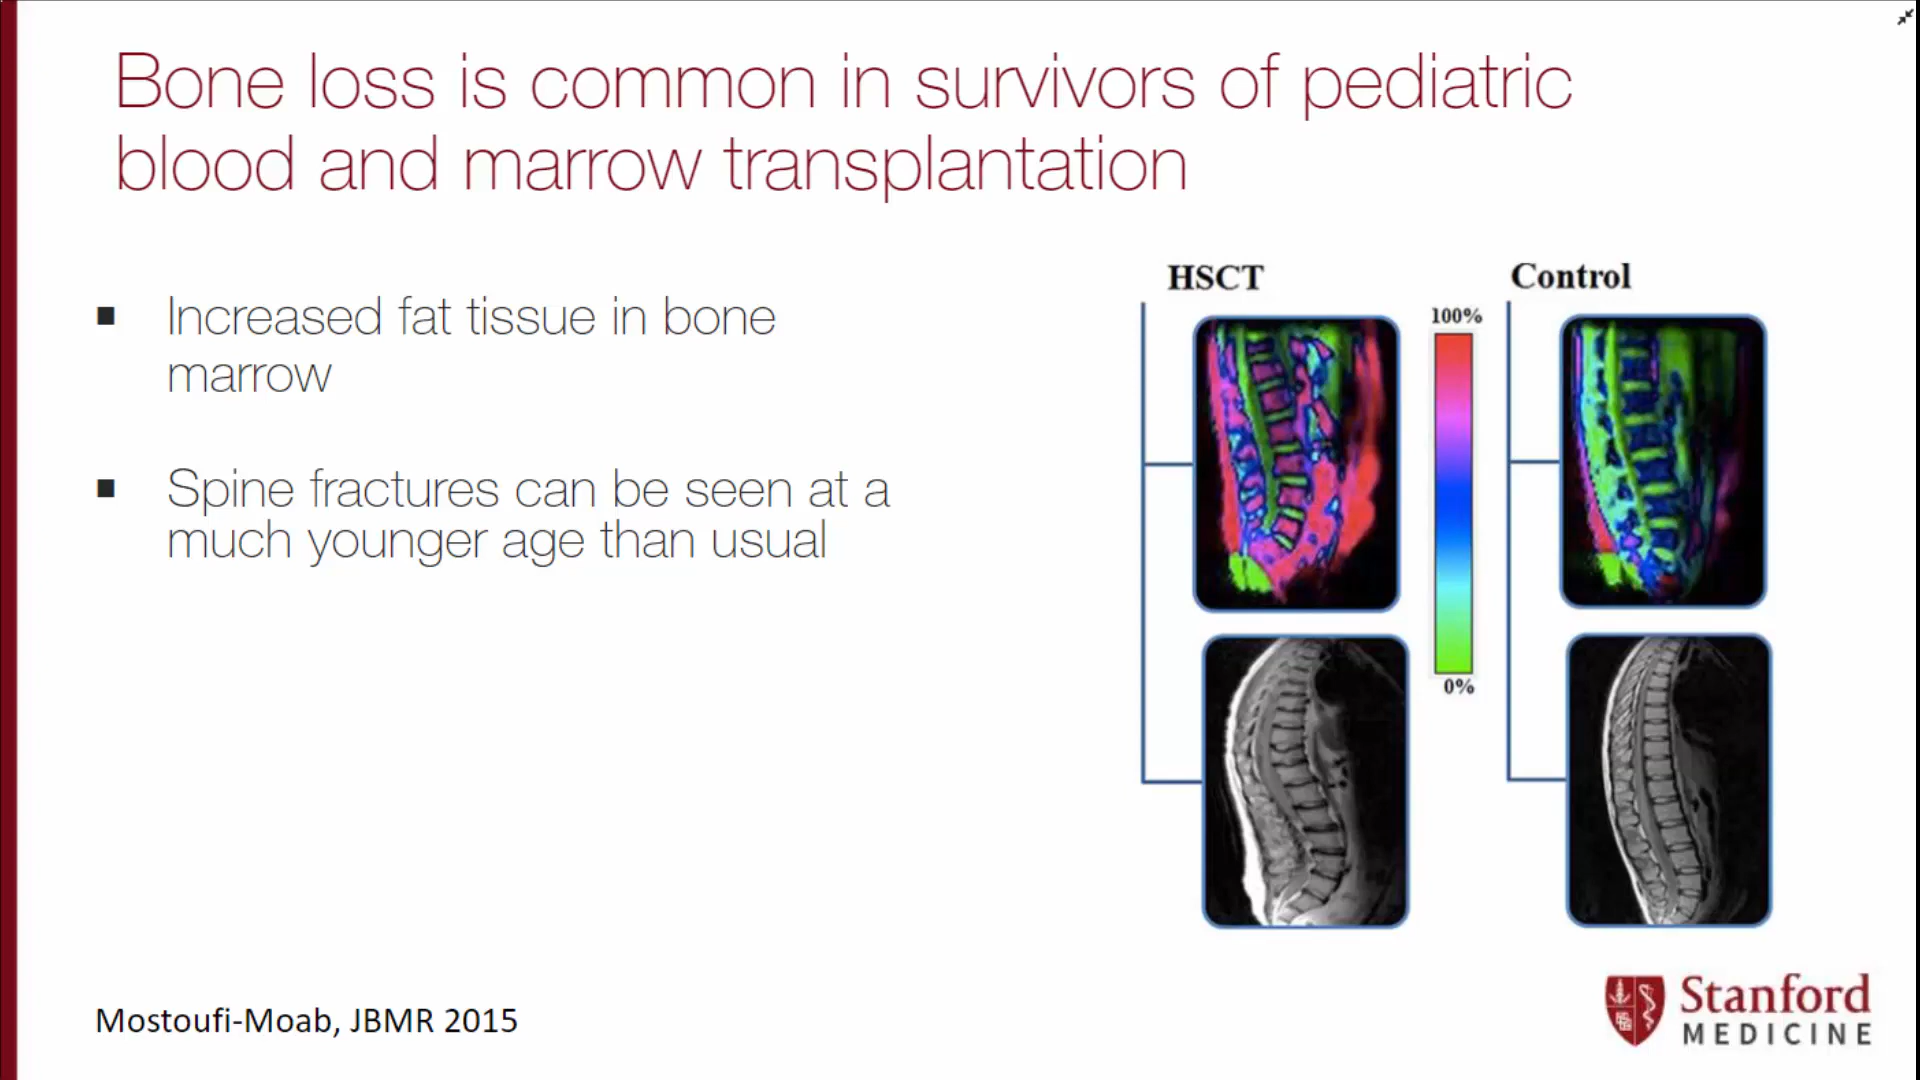 Bone loss is common in survivors of pediatric
blood and marrow transplantation
▪ Increased fat tissue in bone
marrow
▪ Spine fractures can be seen at a
much younger age than usual
HSCT
Control
100%
0%
Mostoufi-Moab, JBMR 2015
Stanford
MEDICINE